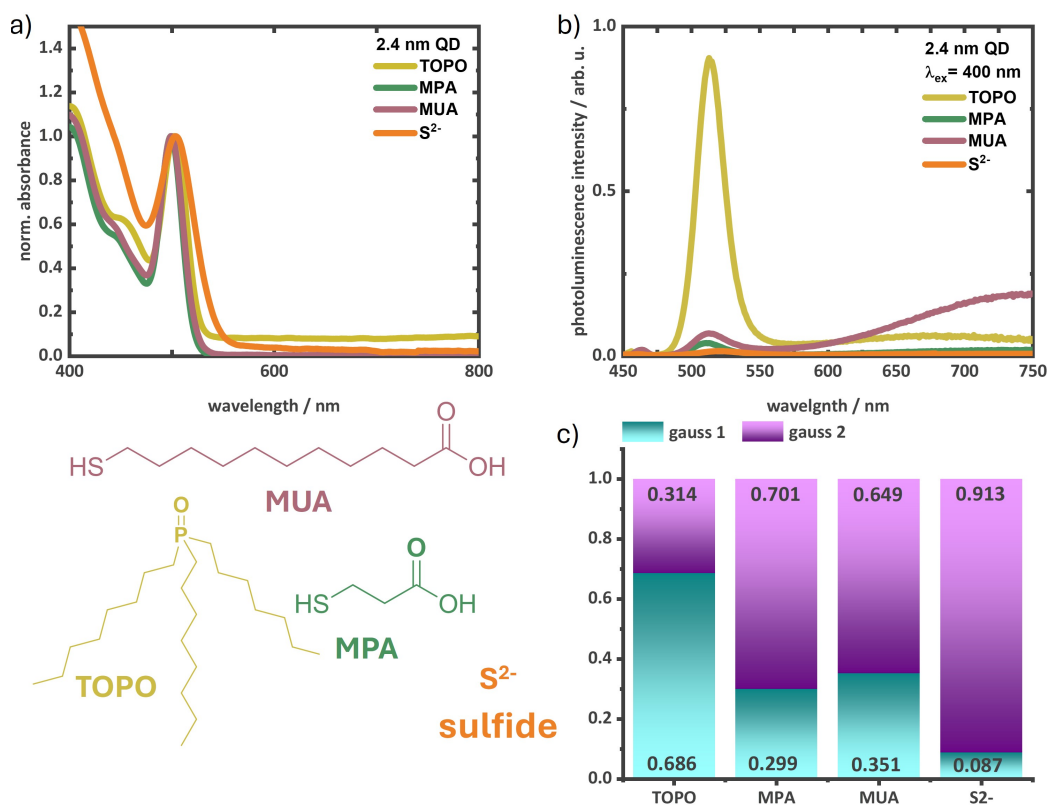 a)
1.4
1.2
1.0
0.8
0.6
0.4
0.2
0.0
norm. absorbance
400
600
800
wavelength / nm
2.4 nm QD
TOPO
MPA
MUA
S²⁻
b)
1.0
0.5
0.0
photoluminescence intensity / arb. u.
450
500
550
600
650
700
750
wavelgnth / nm
2.4 nm QD
λex= 400 nm
TOPO
MPA
MUA
S²⁻
HS
O
OH
MUA
O
P
TOPO
HS
O
OH
MPA
S²⁻
sulfide
c)
gauss 1
gauss 2
1.0
0.8
0.6
0.4
0.2
0.0
0.314
0.701
0.649
0.913
0.686
0.299
0.351
0.087
TOPO
MPA
MUA
S2-